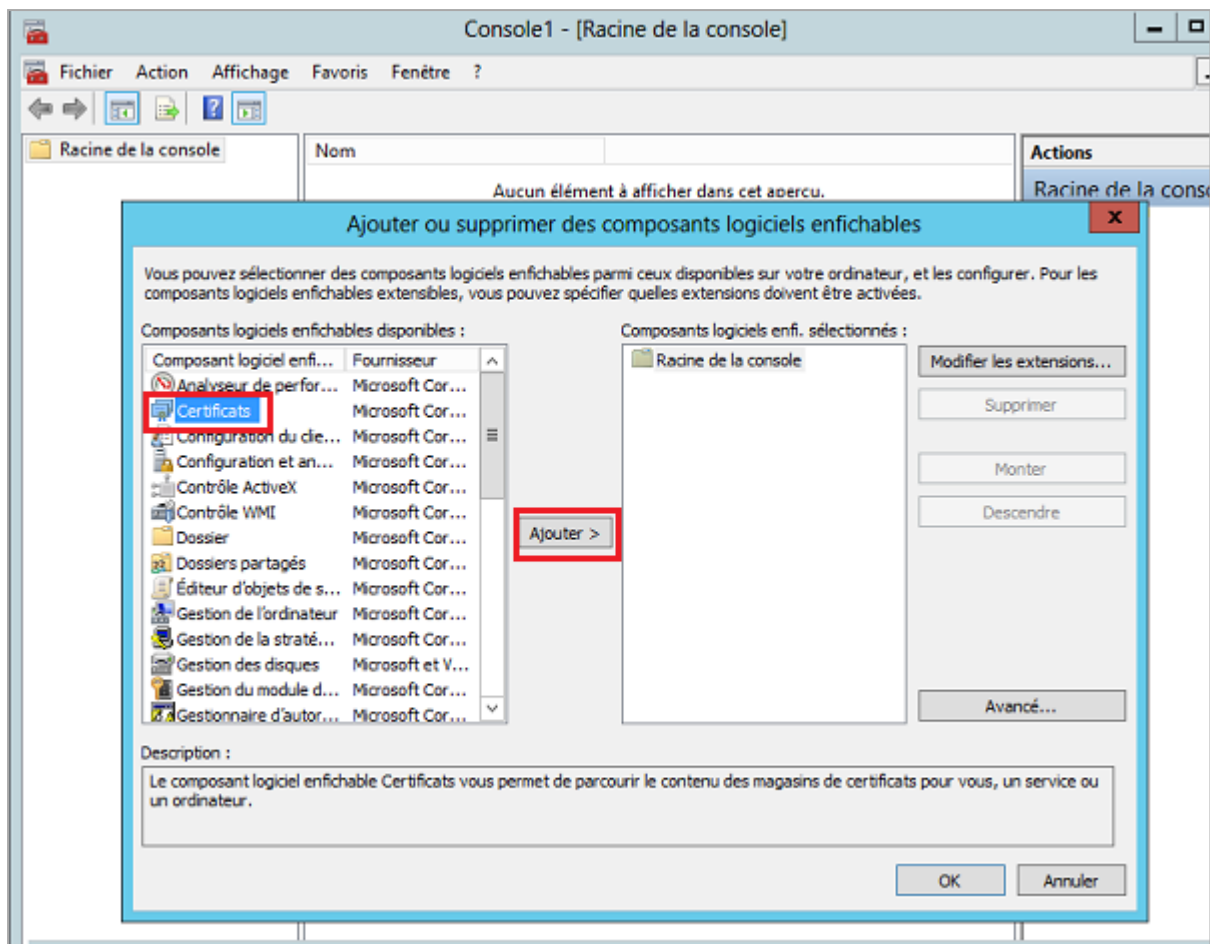 Console1 - [Racine de la console]
Fichier Action Affichage Favoris Fenêtre ?
Racine de la console
Nom
Actions
Aucun élément à afficher dans cet aperçu.
Racine de la conso
Ajouter ou supprimer des composants logiciels enfichables
x
Vous pouvez sélectionner des composants logiciels enfichables parmi ceux disponibles sur votre ordinateur, et les configurer. Pour les
composants logiciels enfichables extensibles, vous pouvez spécifier quelles extensions doivent être activées.
Composants logiciels enfichables disponibles :
Composant logiciel enfi... Fournisseur
Analyseur de perfor... Microsoft Cor...
Certificats Microsoft Cor...
Configuration du clie... Microsoft Cor...
Configuration et an... Microsoft Cor...
Contrôle ActiveX Microsoft Cor...
Contrôle WMI Microsoft Cor...
Dossier Microsoft Cor...
Dossiers partagés Microsoft Cor...
Éditeur d'objets de s... Microsoft Cor...
Gestion de l'ordinateur Microsoft Cor...
Gestion de la straté... Microsoft Cor...
Gestion des disques Microsoft et V...
Gestion du module d... Microsoft Cor...
Gestionnaire d'autor... Microsoft Cor...
Ajouter >
Composants logiciels enfi. sélectionnés :
Racine de la console
Modifier les extensions...
Supprimer
Monter
Descendre
Avancé...
Description :
Le composant logiciel enfichable Certificats vous permet de parcourir le contenu des magasins de certificats pour vous, un service ou
un ordinateur.
OK
Annuler